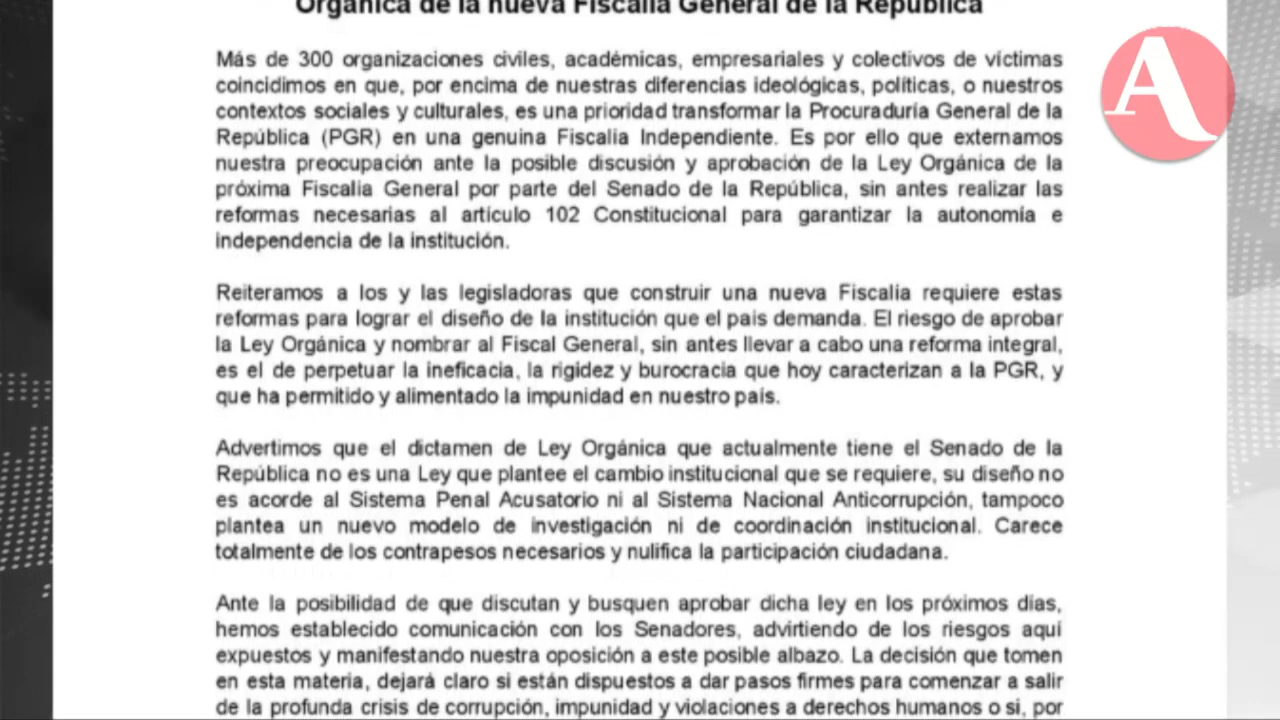 Orgánica de la nueva Fiscalía General de la República
Más de 300 organizaciones civiles, académicas, empresariales y colectivos de víctimas
coincidimos en que, por encima de nuestras diferencias ideológicas, políticas, o nuestros
contextos sociales y culturales, es una prioridad transformar la Procuraduría General de la
República (PGR) en una genuina Fiscalía Independiente. Es por ello que externamos
nuestra preocupación ante la posible discusión y aprobación de la Ley Orgánica de la
próxima Fiscalía General por parte del Senado de la República, sin antes realizar las
reformas necesarias al artículo 102 Constitucional para garantizar la autonomía e
independencia de la institución.
Reiteramos a los y las legisladoras que construir una nueva Fiscalía requiere estas
reformas para lograr el diseño de la institución que el país demanda. El riesgo de aprobar
la Ley Orgánica y nombrar al Fiscal General, sin antes llevar a cabo una reforma integral,
es el de perpetuar la ineficacia, la rigidez y burocracia que hoy caracterizan a la PGR, y
que ha permitido y alimentado la impunidad en nuestro país.
Advertimos que el dictamen de Ley Orgánica que actualmente tiene el Senado de la
República no es una Ley que plantee el cambio institucional que se requiere, su diseño no
es acorde al Sistema Penal Acusatorio ni al Sistema Nacional Anticorrupción, tampoco
plantea un nuevo modelo de investigación ni de coordinación institucional. Carece
totalmente de los contrapesos necesarios y nulifica la participación ciudadana.
Ante la posibilidad de que discutan y busquen aprobar dicha ley en los próximos días,
hemos establecido comunicación con los Senadores, advirtiendo de los riesgos aquí
expuestos y manifestando nuestra oposición a este posible albazo. La decisión que tomen
en esta materia, dejará claro si están dispuestos a dar pasos firmes para comenzar a salir
de la profunda crisis de corrupción, impunidad y violaciones a derechos humanos o si, por
A